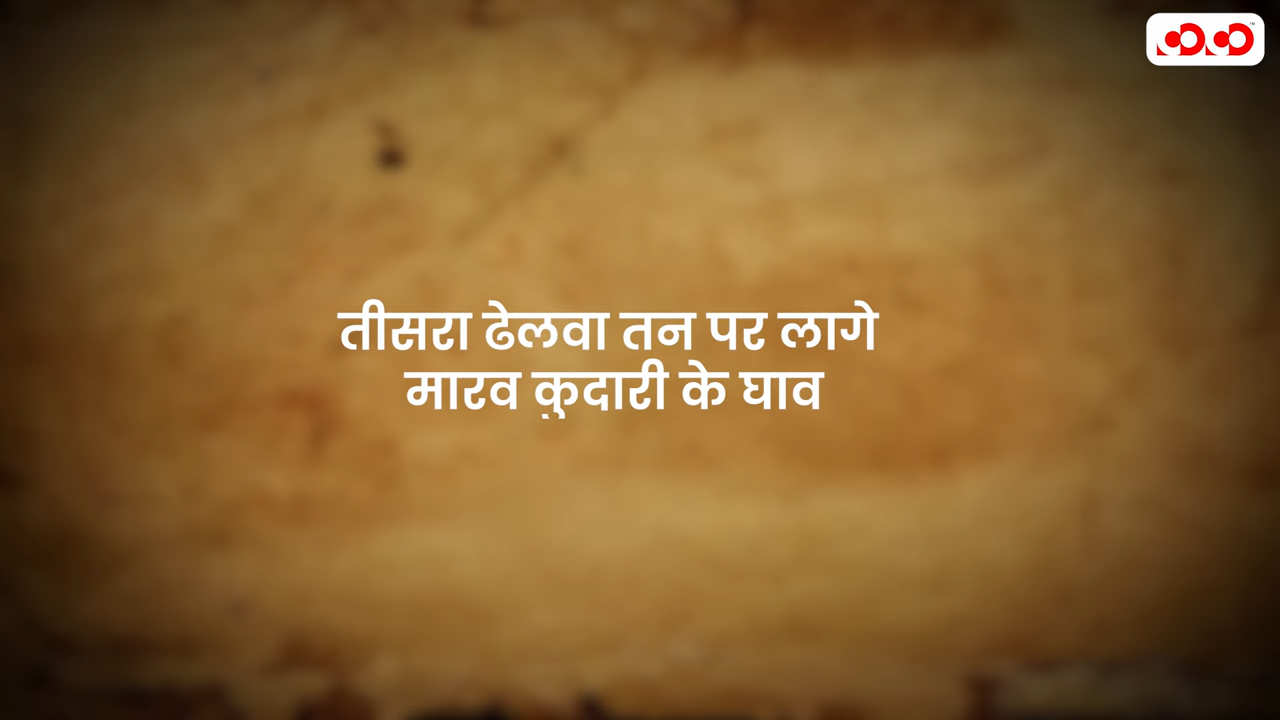 तीसरा ढेलवा तन पर लागे
मारव कुदारी के घाव